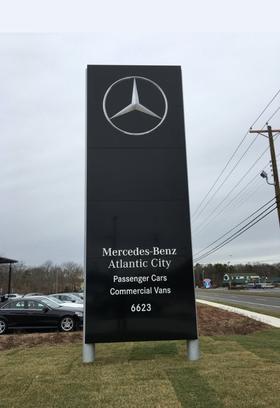 Mercedes-Benz
Atlantic City
Passenger Cars
Commercial Vans
6623